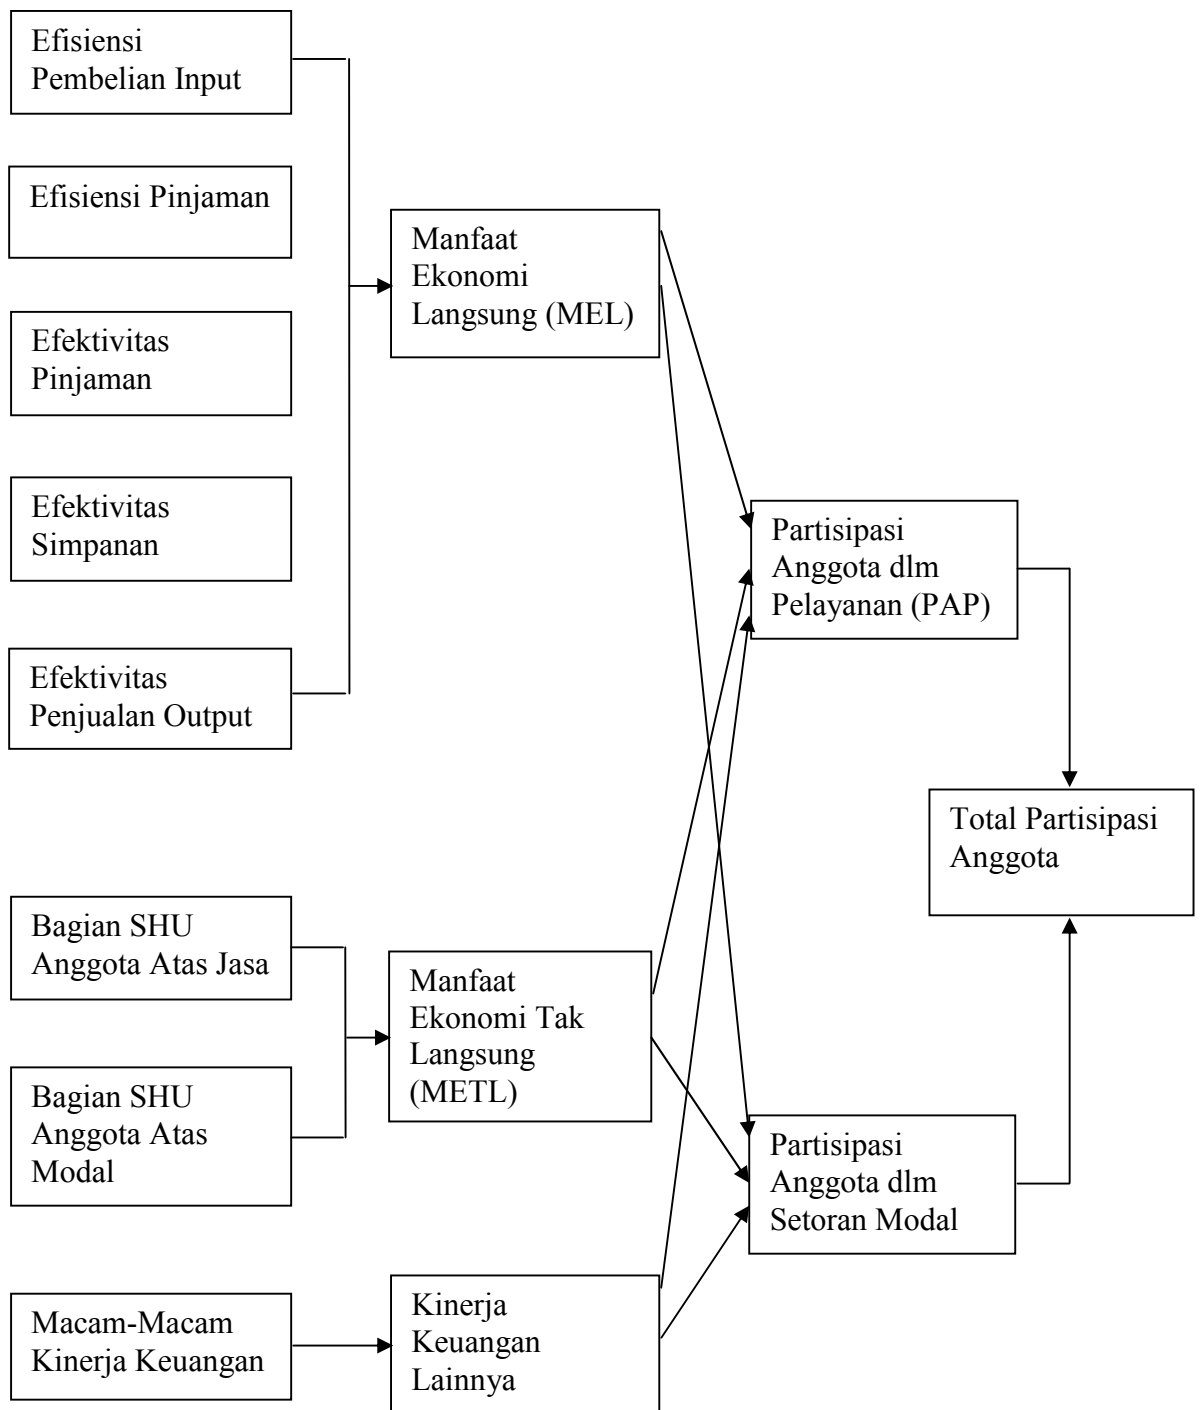 Efisiensi
Pembelian Input
Efisiensi Pinjaman
Efektivitas
Pinjaman
Efektivitas
Simpanan
Efektivitas
Penjualan Output
Bagian SHU
Anggota Atas Jasa
Bagian SHU
Anggota Atas
Modal
Macam-Macam
Kinerja Keuangan
Manfaat
Ekonomi
Langsung (MEL)
Manfaat
Ekonomi Tak
Langsung
(METL)
Kinerja
Keuangan
Lainnya
Partisipasi
Anggota dlm
Pelayanan (PAP)
Partisipasi
Anggota dlm
Setoran Modal
Total Partisipasi
Anggota